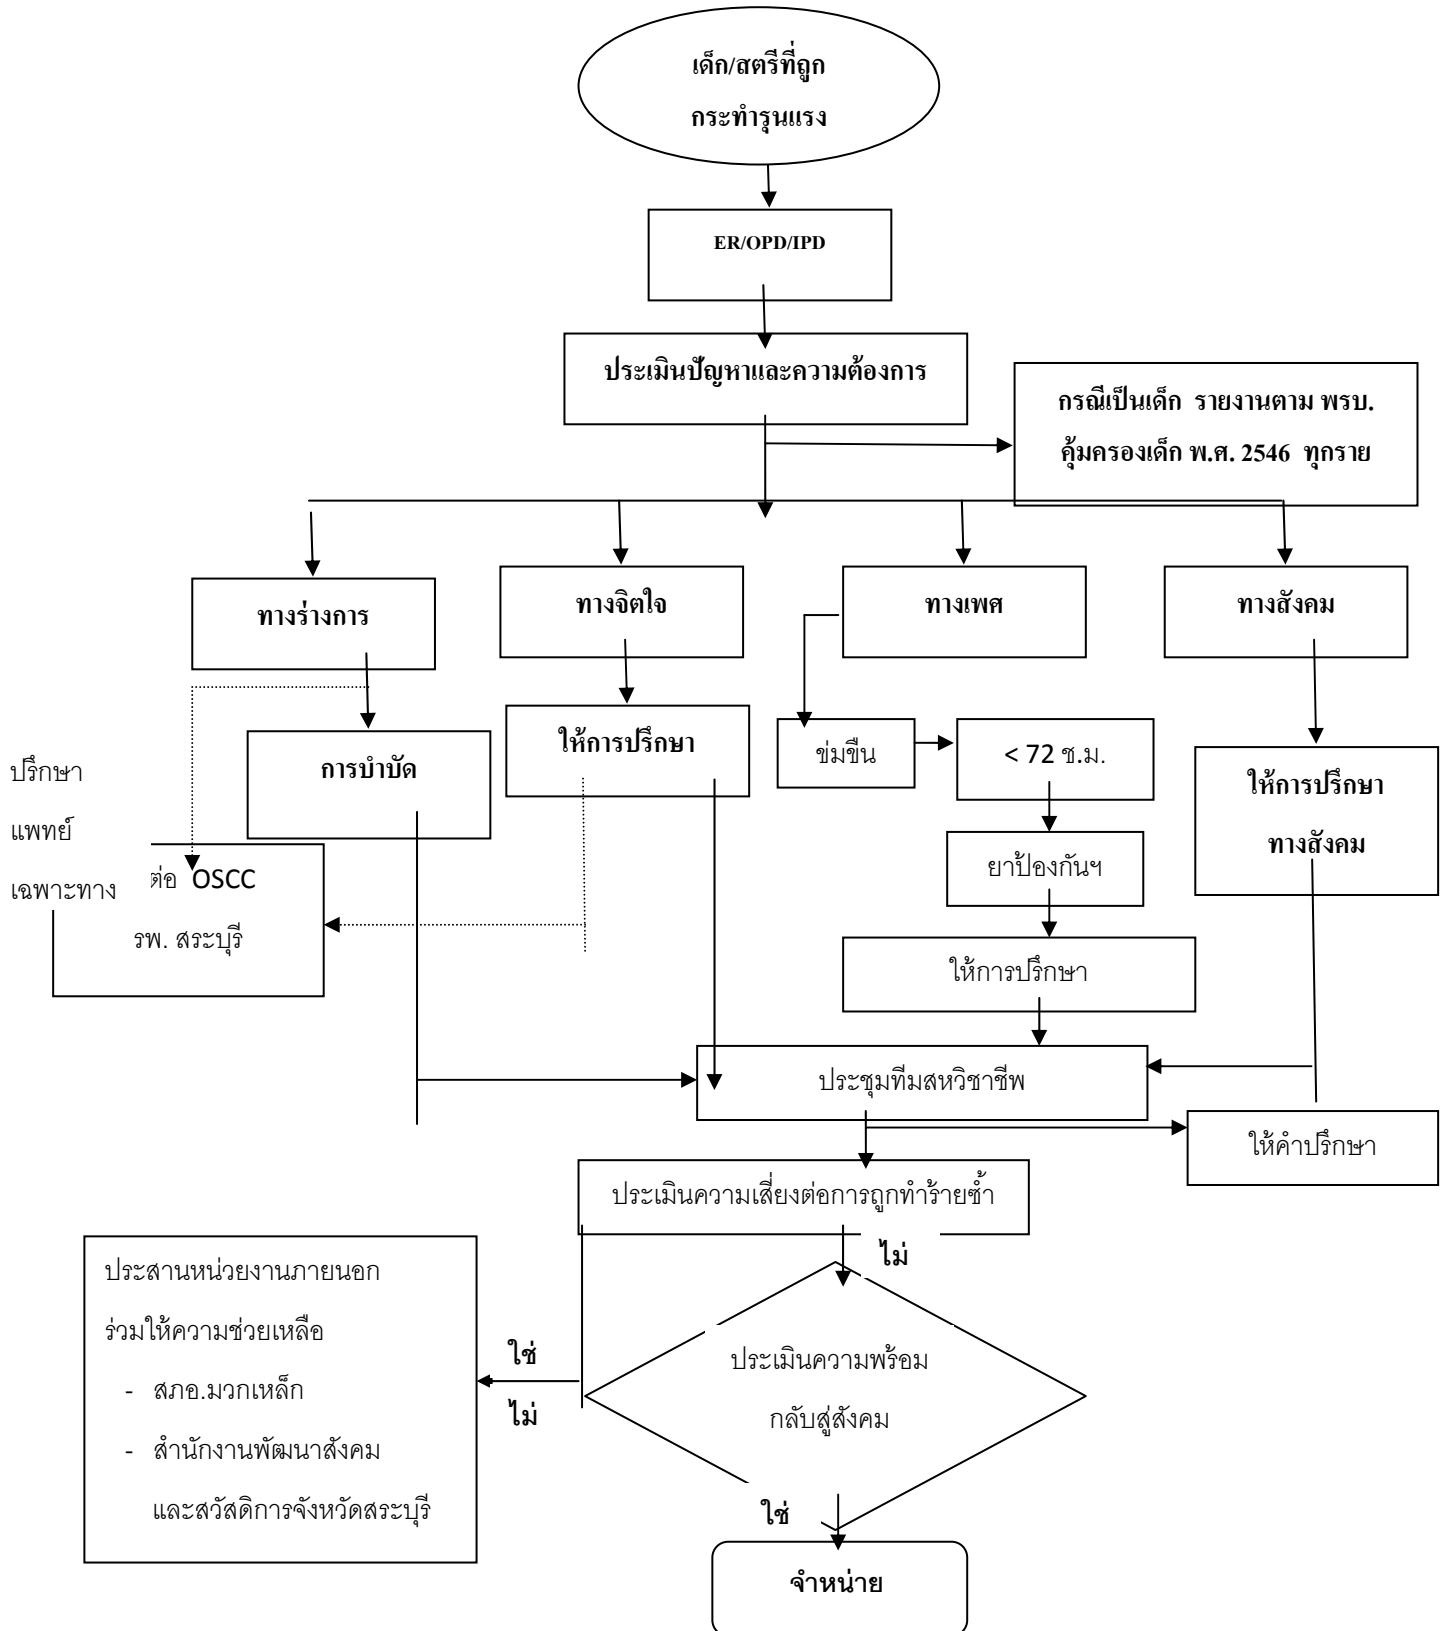 เด็ก/สตรีที่ถูก
กระทำรุนแรง
ER/OPD/IPD
ประเมินปัญหาและความต้องการ
กรณีเป็นเด็ก รายงานตาม พรบ.
คุ้มครองเด็ก พ.ศ. 2546 ทุกราย
ทางร่างการ
ทางจิตใจ
ทางเพศ
ทางสังคม
การบำบัด
ให้การปรึกษา
ข่มขืน
< 72 ช.ม.
ให้การปรึกษา
ทางสังคม
ปรึกษา
แพทย์
เฉพาะทาง
ต่อ OSCC
รพ. สระบุรี
ยาป้องกันฯ
ให้การปรึกษา
ประชุมทีมสหวิชาชีพ
ให้คำปรึกษา
ประเมินความเสี่ยงต่อการถูกทำร้ายซ้ำ
ไม่
ประสานหน่วยงานภายนอก
ร่วมให้ความช่วยเหลือ
- สภอ.มวกเหล็ก
- สำนักงานพัฒนาสังคม
และสวัสดิการจังหวัดสระบุรี
ใช่
ไม่
ประเมินความพร้อม
กลับสู่สังคม
ใช่
จำหน่าย